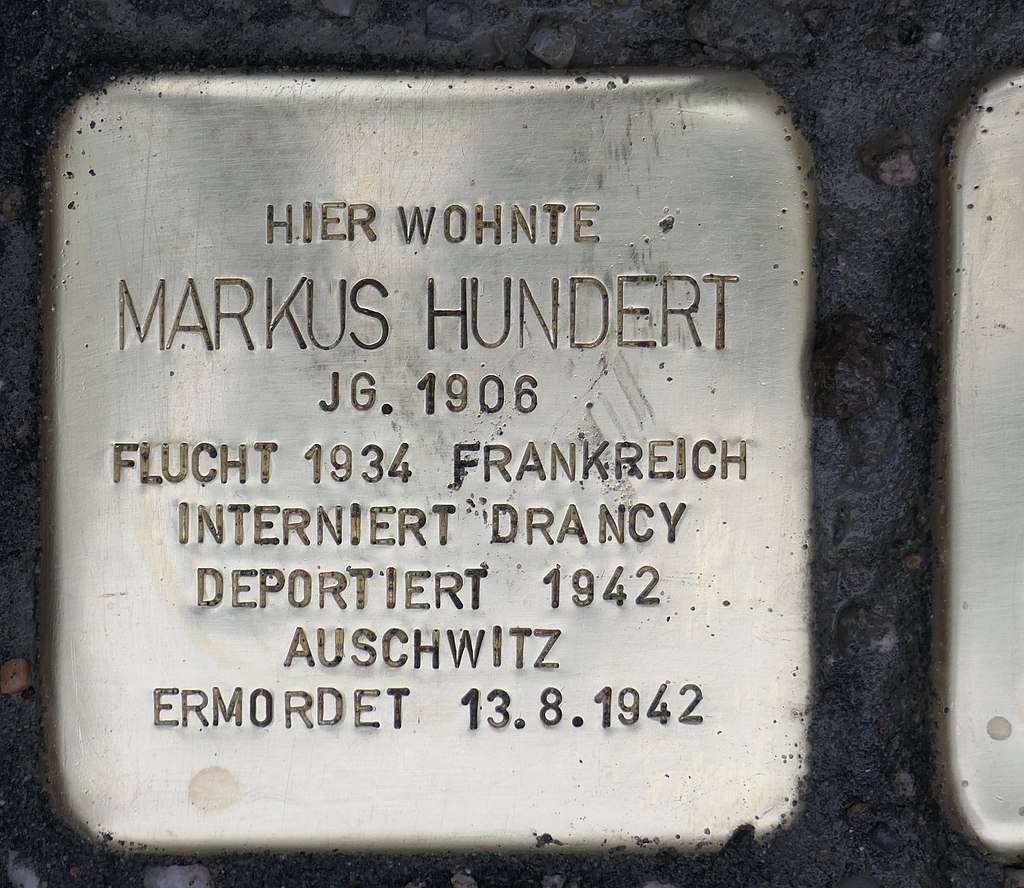 HIER WOHNTE
MARKUS HUNDERT
JG. 1906
FLUCHT 1934 FRANKREICH
INTERNIERT DRANCY
DEPORTIERT 1942
AUSCHWITZ
ERMORDET 13.8.1942